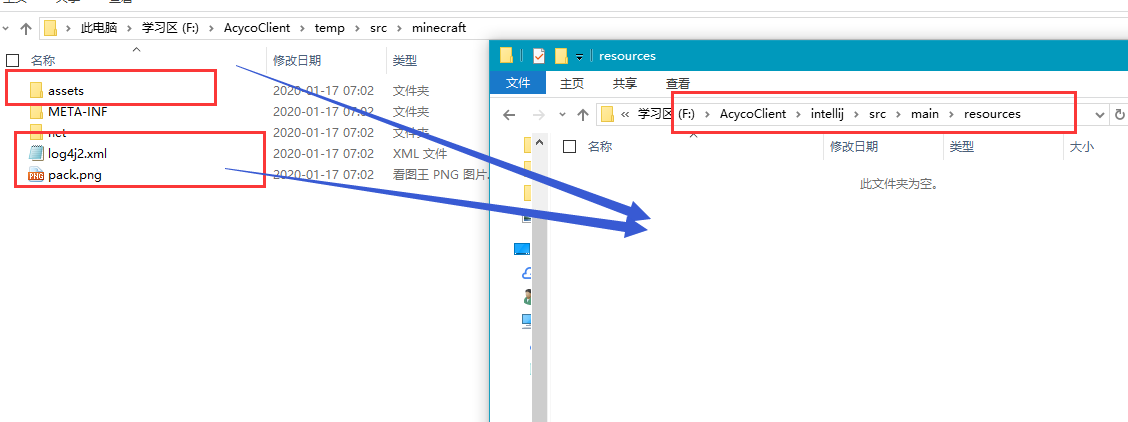 此电脑 > 学习区 (F:) > AcycoClient > temp > src > minecraft
名称 修改日期 类型
assets 2020-01-17 07:02 文件夹
META-INF 2020-01-17 07:02 文件夹
net 2020-01-17 07:02 文件夹
log4j2.xml 2020-01-17 07:02 XML 文件
pack.png 2020-01-17 07:02 看图王 PNG 图片
resources
文件 主页 共享 查看
« 学习区 (F:) > AcycoClient > intellij > src > main > resources
名称 修改日期 类型 大小
此文件夹为空。